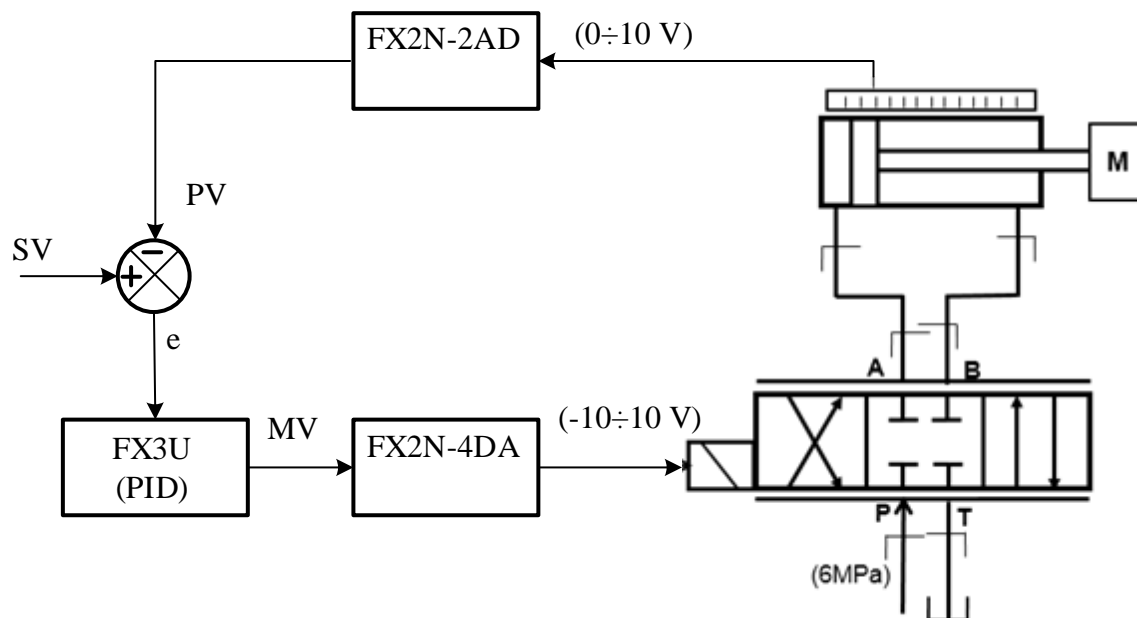 FX2N-2AD
(0÷10 V)
M
PV
SV
e
A
B
MV
(-10÷10 V)
FX3U
(PID)
FX2N-4DA
P
T
(6MPa)